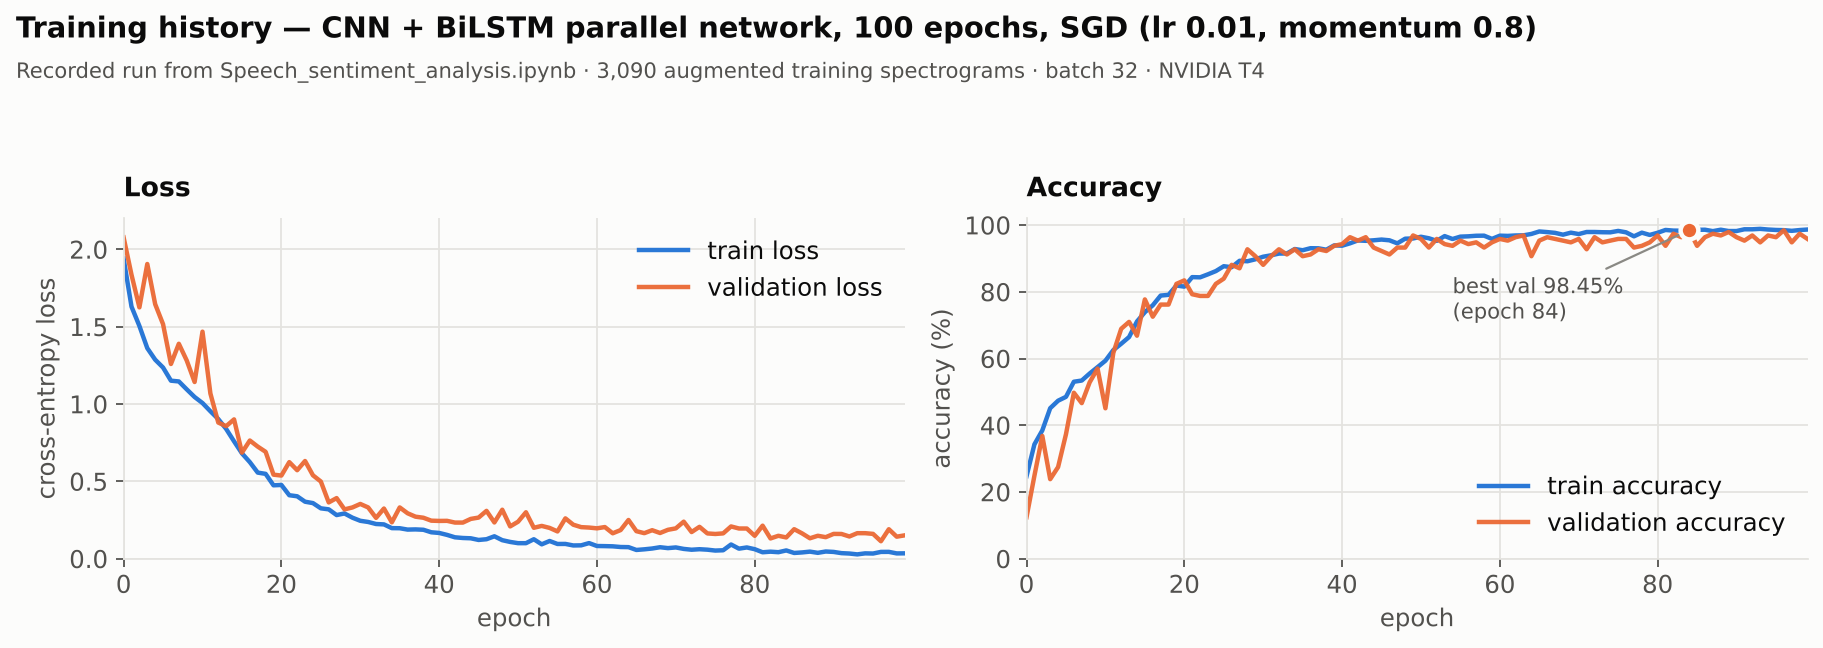 Training history — CNN + BiLSTM parallel network, 100 epochs, SGD (lr 0.01, momentum 0.8)
Recorded run from Speech_sentiment_analysis.ipynb · 3,090 augmented training spectrograms · batch 32 · NVIDIA T4
Loss
train loss
validation loss
cross-entropy loss
2.0
1.5
1.0
0.5
0.0
0 20 40 60 80
epoch
Accuracy
best val 98.45%
(epoch 84)
train accuracy
validation accuracy
accuracy (%)
100
80
60
40
20
0
0 20 40 60 80
epoch